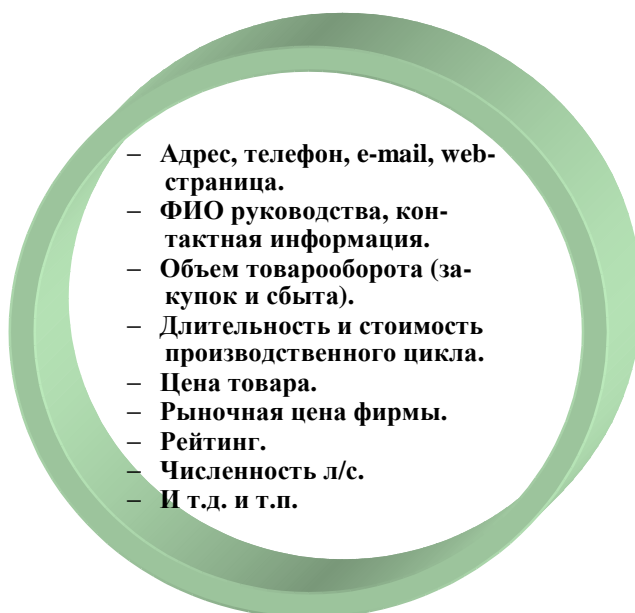 – Адрес, телефон, e-mail, web-
страница.
– ФИО руководства, кон-
тактная информация.
– Объем товарооборота (за-
купок и сбыта).
– Длительность и стоимость
производственного цикла.
– Цена товара.
– Рыночная цена фирмы.
– Рейтинг.
– Численность л/с.
– И т.д. и т.п.